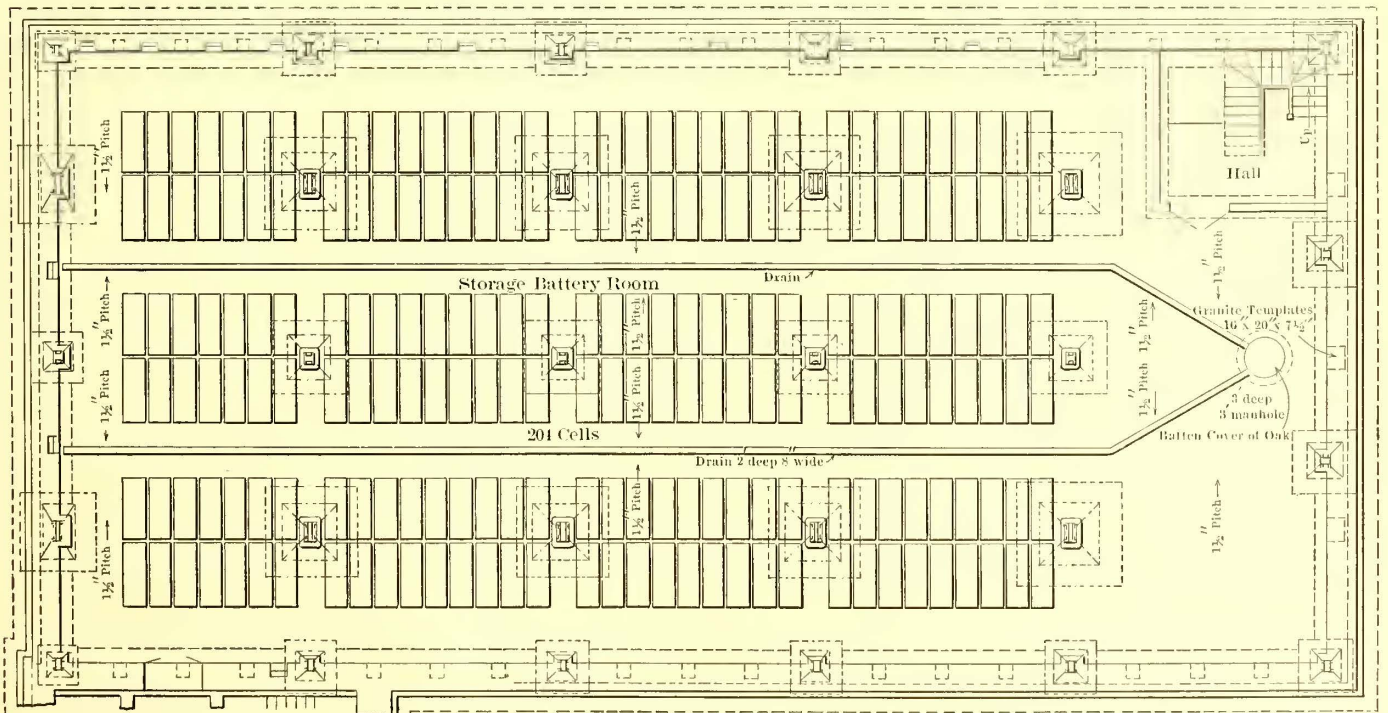 1½" Pitch
1½" Pitch
Up
Hall
1½" Pitch
Drain
Storage Battery Room
1½" Pitch
1½" Pitch
1½" Pitch
Granite Templates
16" X 20" x 7½"
1½" Pitch
1½" Pitch
1½" Pitch
3' deep
3' manhole
Batten Cover of Oak
204 Cells
Drain 2" deep 8" wide
1½" Pitch
1½" Pitch
1½" Pitch